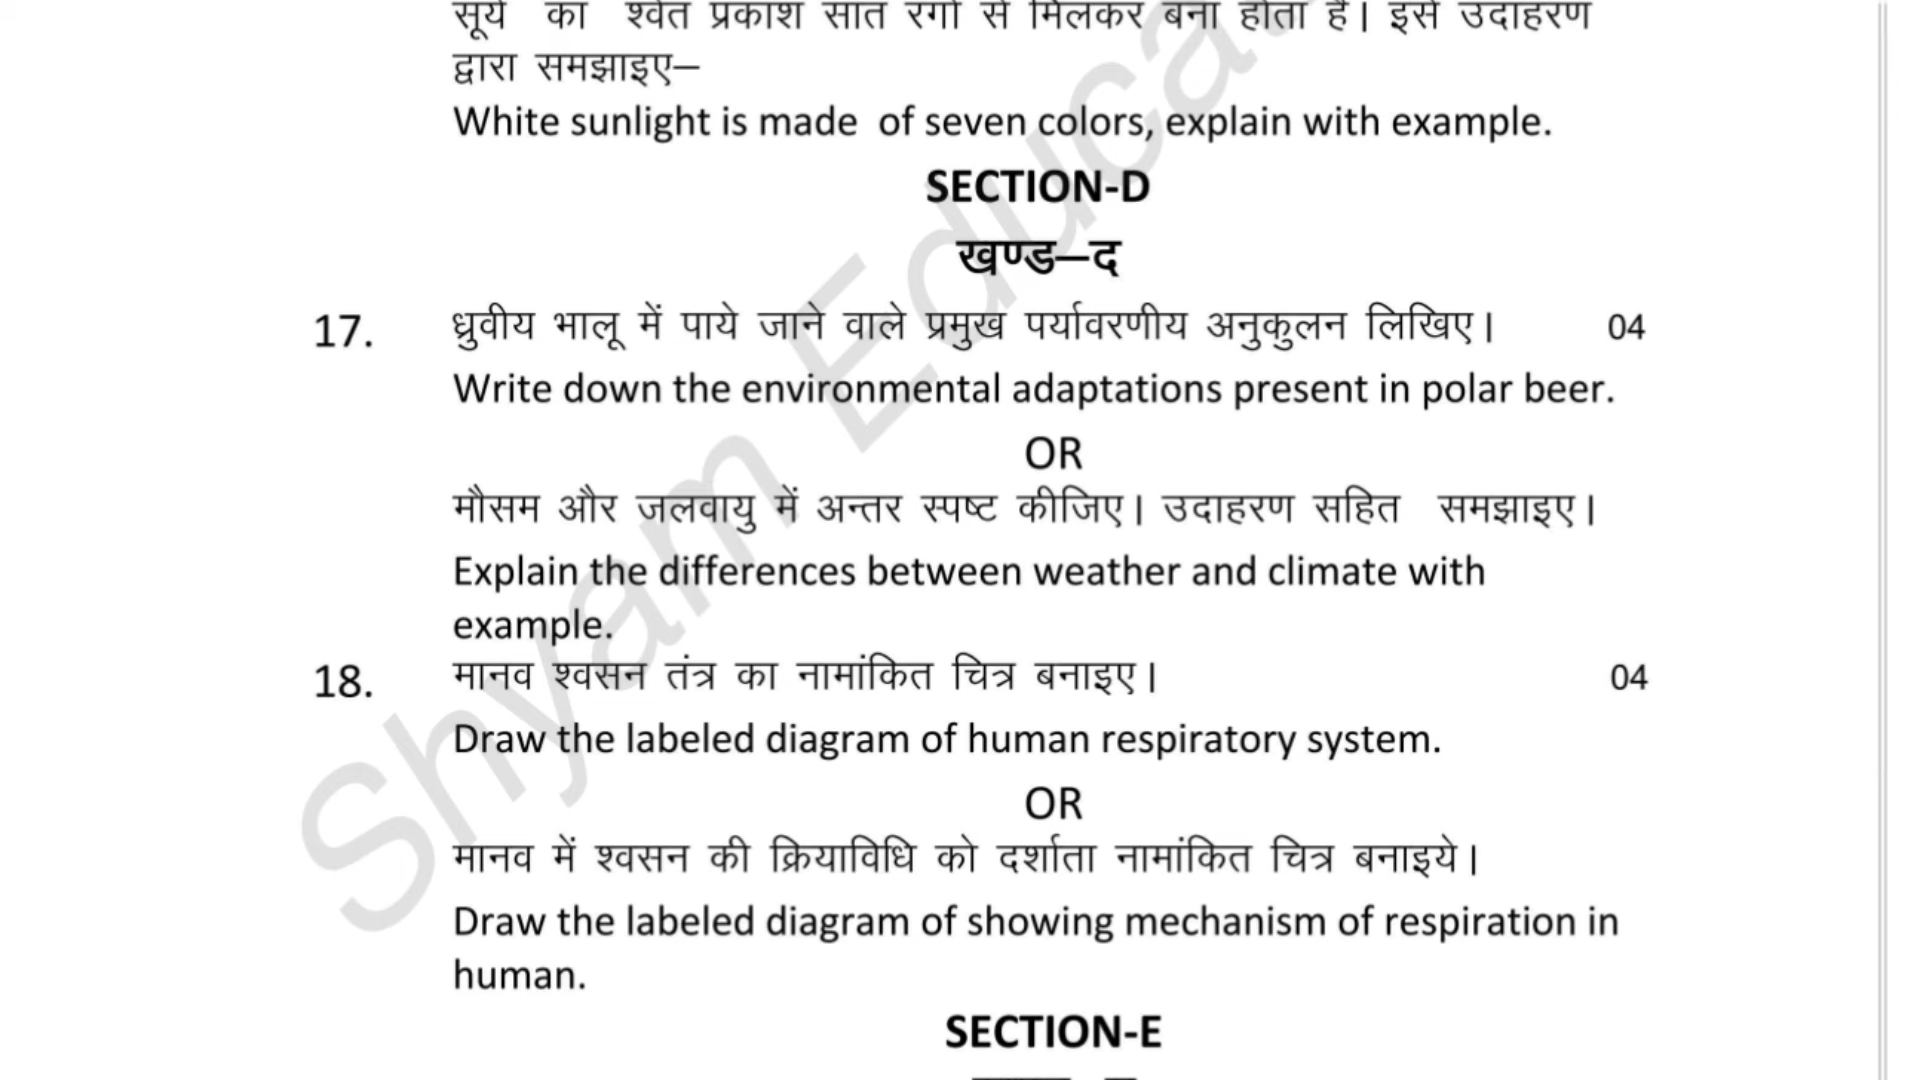 सूर्य का श्वेत प्रकाश सात रंगों से मिलकर बना होता है। इसे उदाहरण
द्वारा समझाइए–
White sunlight is made of seven colors, explain with example.
SECTION-D
खण्ड–द
17. ध्रुवीय भालू में पाये जाने वाले प्रमुख पर्यावरणीय अनुकुलन लिखिए। 04
Write down the environmental adaptations present in polar beer.
OR
मौसम और जलवायु में अन्तर स्पष्ट कीजिए। उदाहरण सहित समझाइए।
Explain the differences between weather and climate with
example.
18. मानव श्वसन तंत्र का नामांकित चित्र बनाइए। 04
Draw the labeled diagram of human respiratory system.
OR
मानव में श्वसन की क्रियाविधि को दर्शाता नामांकित चित्र बनाइये।
Draw the labeled diagram of showing mechanism of respiration in
human.
SECTION-E
Shyam Educa